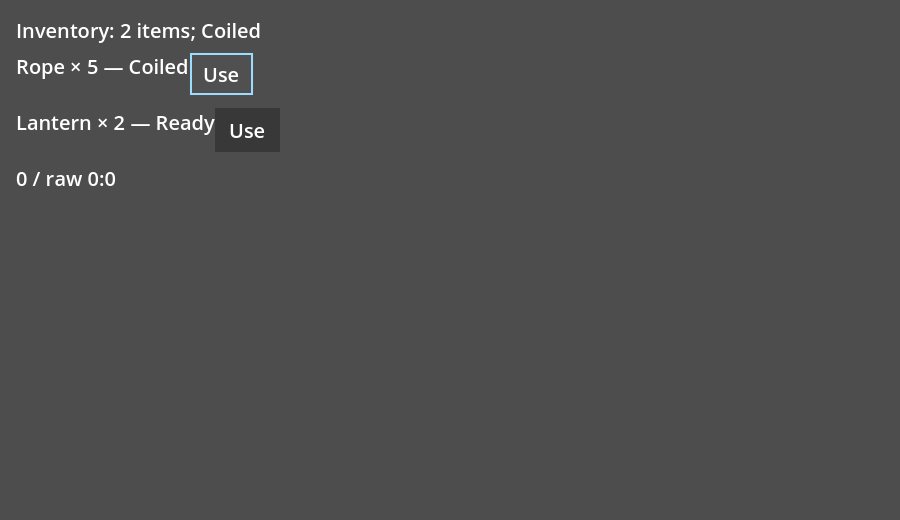 Inventory: 2 items; Coiled
Rope × 5 — Coiled Use
Lantern × 2 — Ready Use
0 / raw 0:0